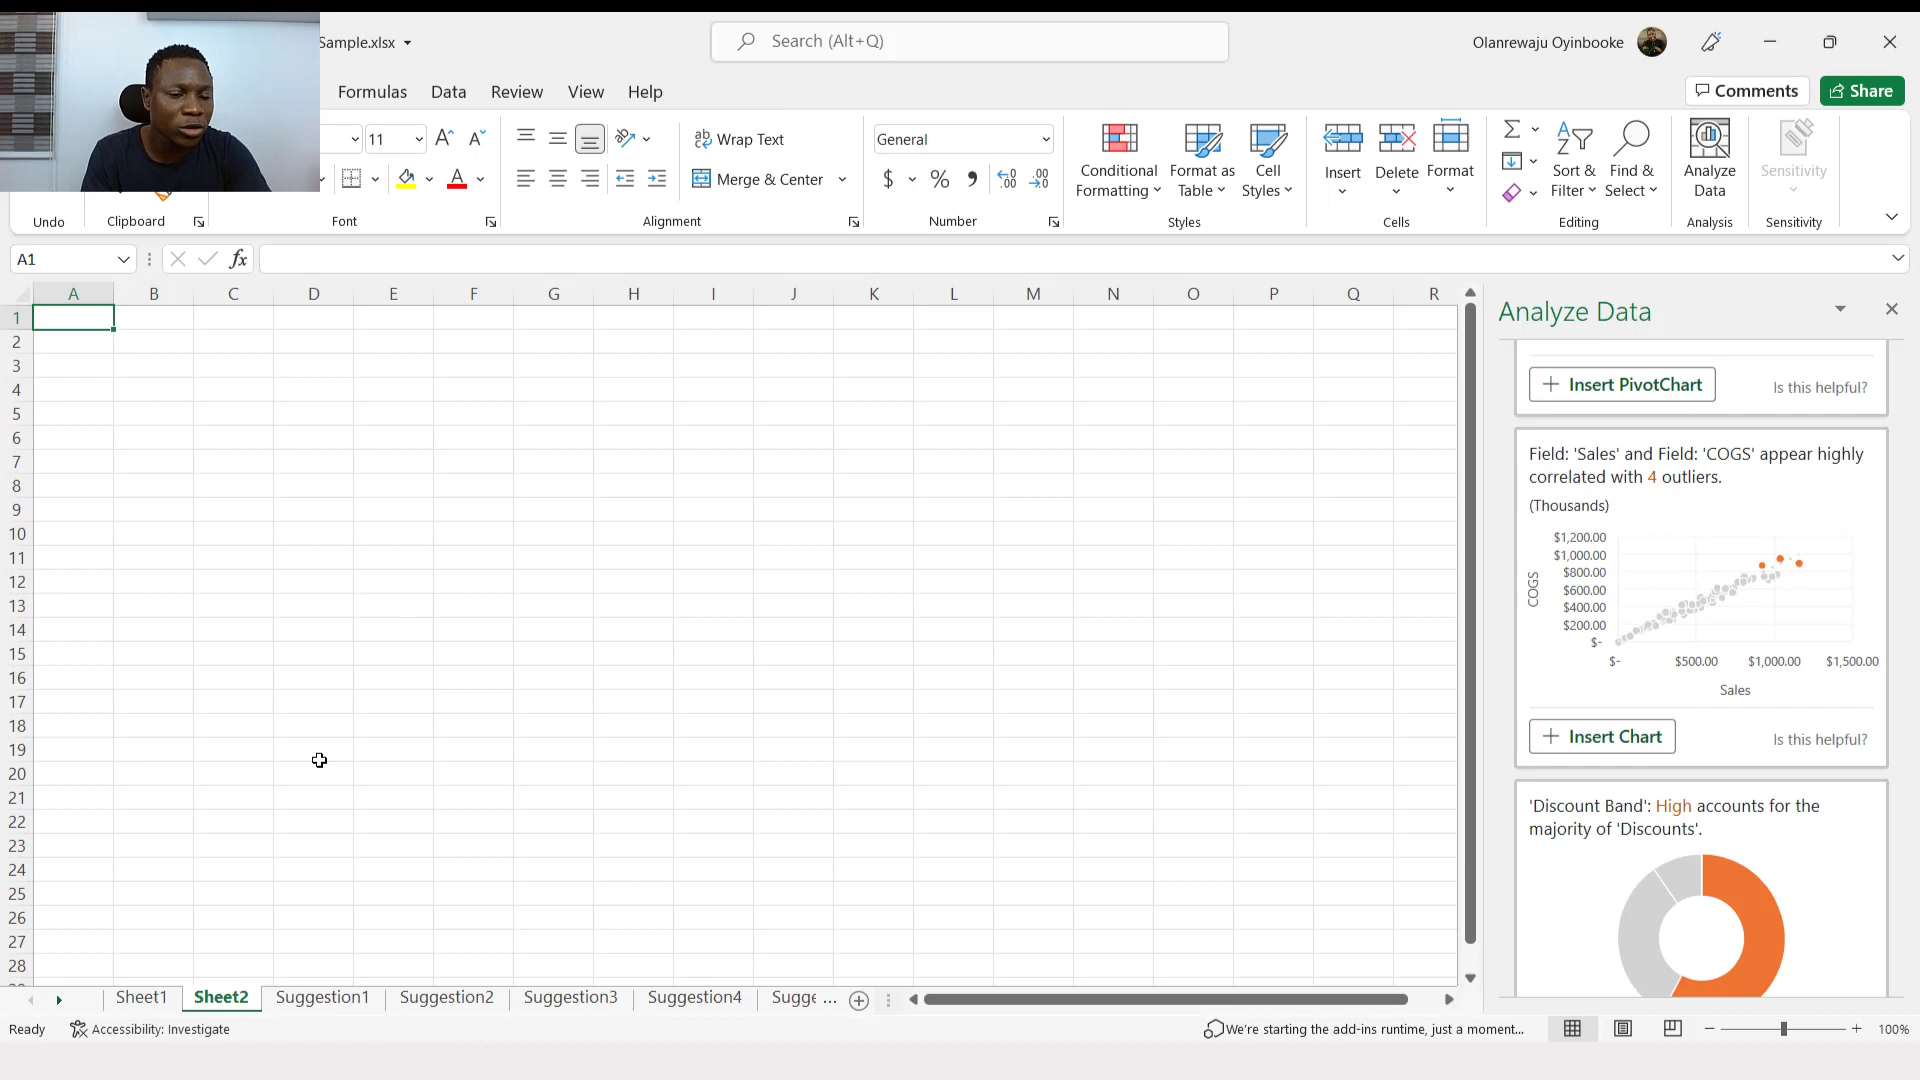 Sample.xlsx
Search (Alt+Q)
Olanrewaju Oyinbooke
Formulas Data Review View Help
Comments Share
11
Wrap Text
General
Merge & Center
$ %
Conditional
Formatting
Format as
Table
Cell
Styles
Insert
Delete
Format
Sort &
Filter
Find &
Select
Analyze
Data
Sensitivity
Undo Clipboard Font Alignment Number Styles Cells Editing Analysis Sensitivity
A1
fx
A B C D E F G H I J K L M N O P Q R
1
2
3
4
5
6
7
8
9
10
11
12
13
14
15
16
17
18
19
20
21
22
23
24
25
26
27
28
Analyze Data
Insert PivotChart
Is this helpful?
Field: 'Sales' and Field: 'COGS' appear highly
correlated with 4 outliers.
(Thousands)
$1,200.00
$1,000.00
$800.00
$600.00
$400.00
$200.00
$-
COGS
$- $500.00 $1,000.00 $1,500.00
Sales
Insert Chart
Is this helpful?
'Discount Band': High accounts for the
majority of 'Discounts'.
Sheet1 Sheet2 Suggestion1 Suggestion2 Suggestion3 Suggestion4 Sugge ...
Ready
Accessibility: Investigate
We're starting the add-ins runtime, just a moment...
100%